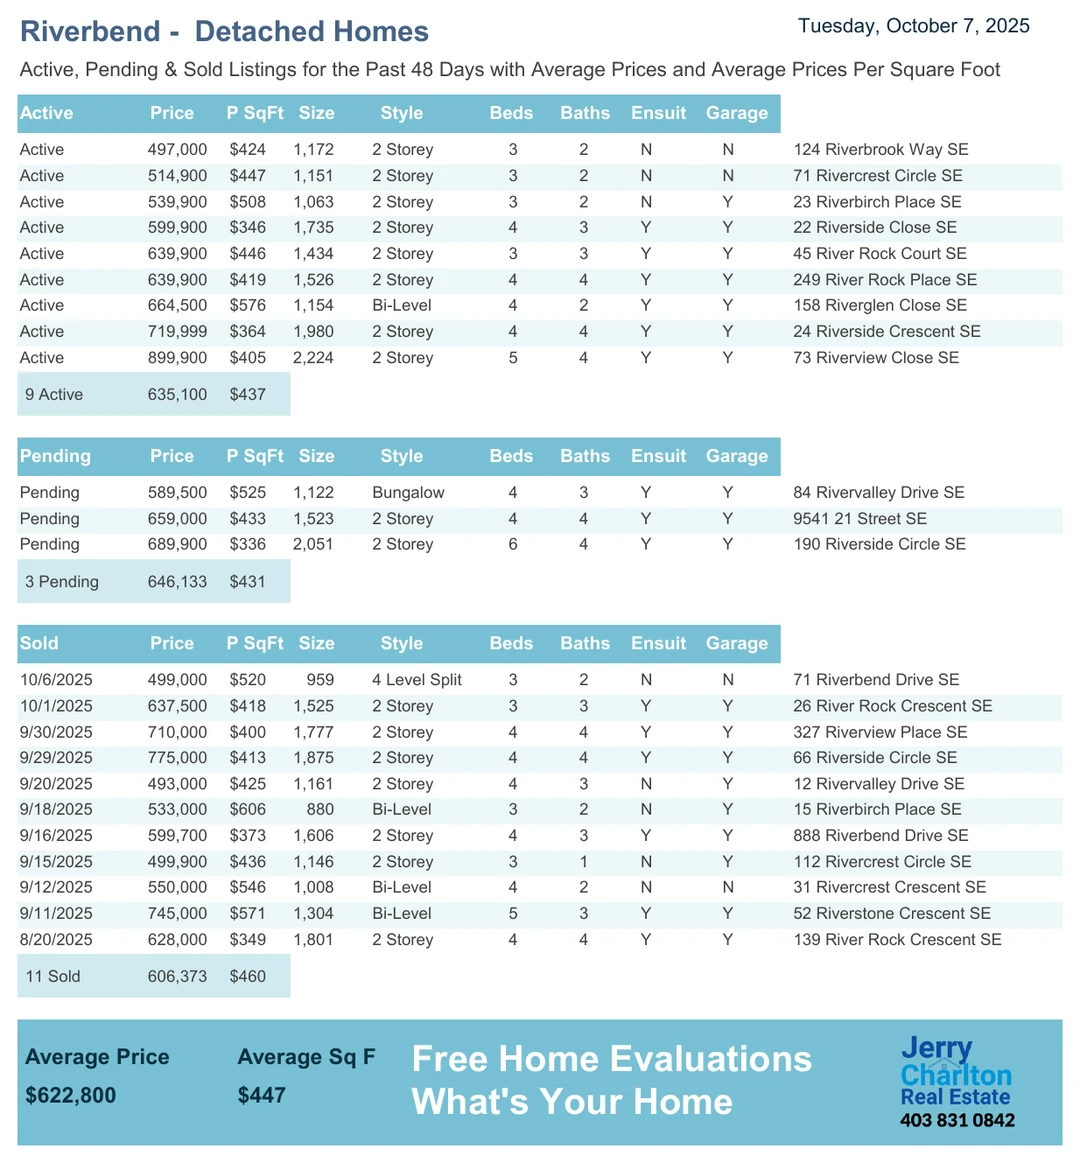 Riverbend - Detached Homes
Tuesday, October 7, 2025
Active, Pending & Sold Listings for the Past 48 Days with Average Prices and Average Prices Per Square Foot
Active Price P SqFt Size Style Beds Baths Ensuit Garage
Active 497,000 $424 1,172 2 Storey 3 2 N N 124 Riverbrook Way SE
Active 514,900 $447 1,151 2 Storey 3 2 N N 71 Rivercrest Circle SE
Active 539,900 $508 1,063 2 Storey 3 2 N Y 23 Riverbirch Place SE
Active 599,900 $346 1,735 2 Storey 4 3 Y Y 22 Riverside Close SE
Active 639,900 $446 1,434 2 Storey 3 3 Y Y 45 River Rock Court SE
Active 639,900 $419 1,526 2 Storey 4 4 Y Y 249 River Rock Place SE
Active 664,500 $576 1,154 Bi-Level 4 2 Y Y 158 Riverglen Close SE
Active 719,999 $364 1,980 2 Storey 4 4 Y Y 24 Riverside Crescent SE
Active 899,900 $405 2,224 2 Storey 5 4 Y Y 73 Riverview Close SE
9 Active 635,100 $437
Pending Price P SqFt Size Style Beds Baths Ensuit Garage
Pending 589,500 $525 1,122 Bungalow 4 3 Y Y 84 Rivervalley Drive SE
Pending 659,000 $433 1,523 2 Storey 4 4 Y Y 9541 21 Street SE
Pending 689,900 $336 2,051 2 Storey 6 4 Y Y 190 Riverside Circle SE
3 Pending 646,133 $431
Sold Price P SqFt Size Style Beds Baths Ensuit Garage
10/6/2025 499,000 $520 959 4 Level Split 3 2 N N 71 Riverbend Drive SE
10/1/2025 637,500 $418 1,525 2 Storey 3 3 Y Y 26 River Rock Crescent SE
9/30/2025 710,000 $400 1,777 2 Storey 4 4 Y Y 327 Riverview Place SE
9/29/2025 775,000 $413 1,875 2 Storey 4 4 Y Y 66 Riverside Circle SE
9/20/2025 493,000 $425 1,161 2 Storey 4 3 N Y 12 Rivervalley Drive SE
9/18/2025 533,000 $606 880 Bi-Level 3 2 N Y 15 Riverbirch Place SE
9/16/2025 599,700 $373 1,606 2 Storey 4 3 Y Y 888 Riverbend Drive SE
9/15/2025 499,900 $436 1,146 2 Storey 3 1 N Y 112 Rivercrest Circle SE
9/12/2025 550,000 $546 1,008 Bi-Level 4 2 N N 31 Rivercrest Crescent SE
9/11/2025 745,000 $571 1,304 Bi-Level 5 3 Y Y 52 Riverstone Crescent SE
8/20/2025 628,000 $349 1,801 2 Storey 4 4 Y Y 139 River Rock Crescent SE
11 Sold 606,373 $460
Average Price Average Sq F
$622,800 $447
Free Home Evaluations
What's Your Home
Jerry
Charlton
Real Estate
403 831 0842